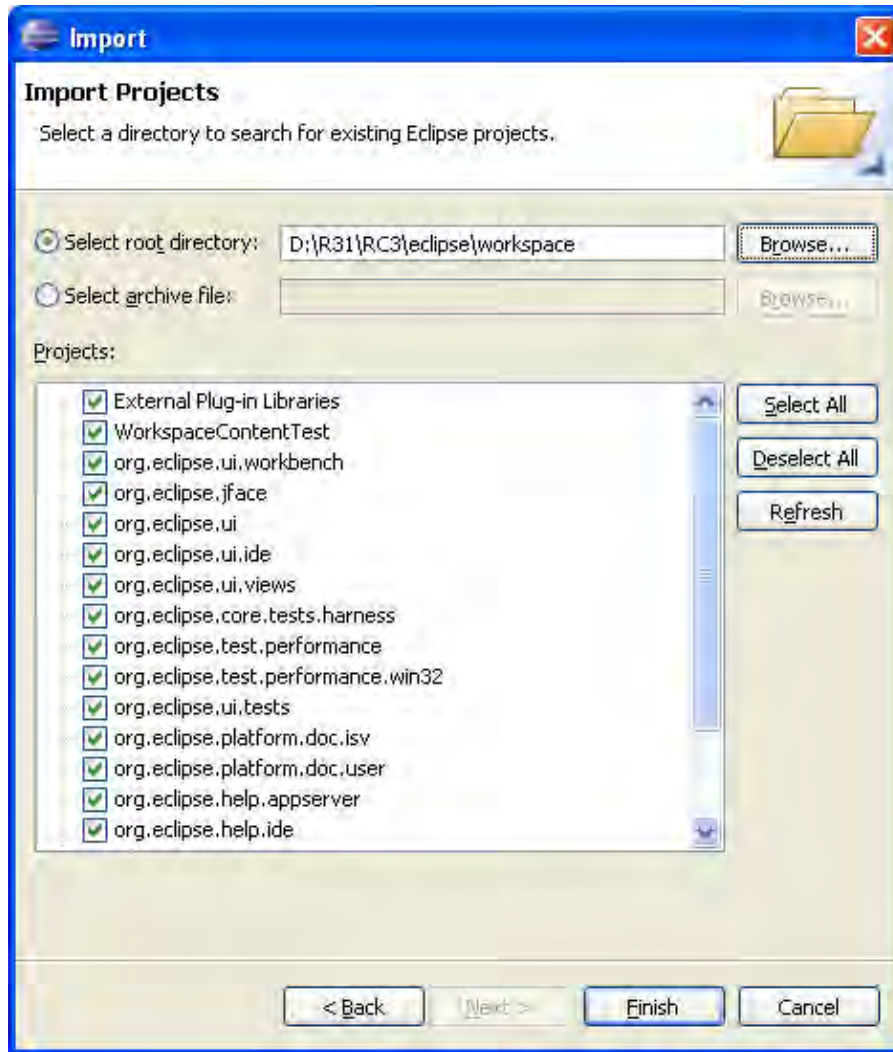 Import
Import Projects
Select a directory to search for existing Eclipse projects.
Select root directory: D:\R31\RC3\eclipse\workspace Browse...
Select archive file: Browse...
Projects:
External Plug-in Libraries
WorkspaceContentTest
org.eclipse.ui.workbench
org.eclipse.jface
org.eclipse.ui
org.eclipse.ui.ide
org.eclipse.ui.views
org.eclipse.core.tests.harness
org.eclipse.test.performance
org.eclipse.test.performance.win32
org.eclipse.ui.tests
org.eclipse.platform.doc.isv
org.eclipse.platform.doc.user
org.eclipse.help.appserver
org.eclipse.help.ide
Select All
Deselect All
Refresh
< Back Next > Finish Cancel